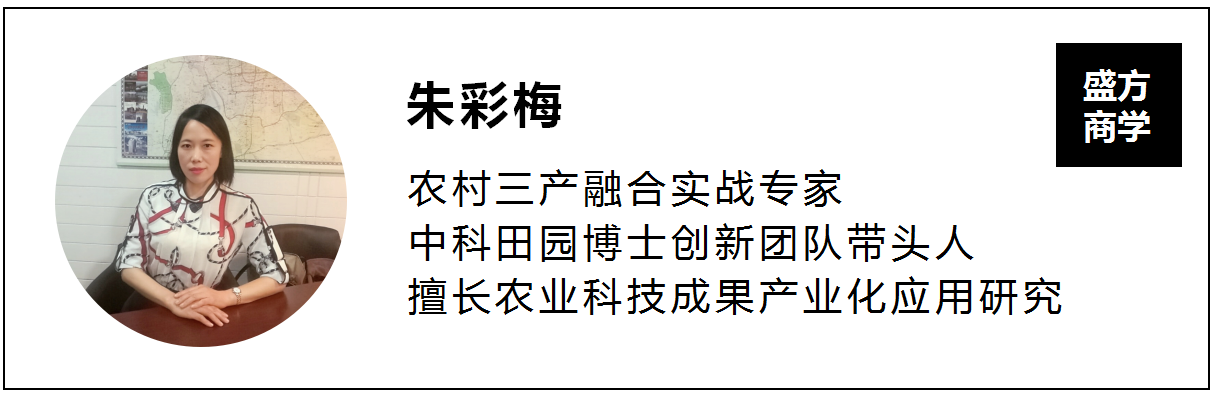 朱彩梅
农村三产融合实战专家
中科田园博士创新团队带头人
擅长农业科技成果产业化应用研究
盛方
商学